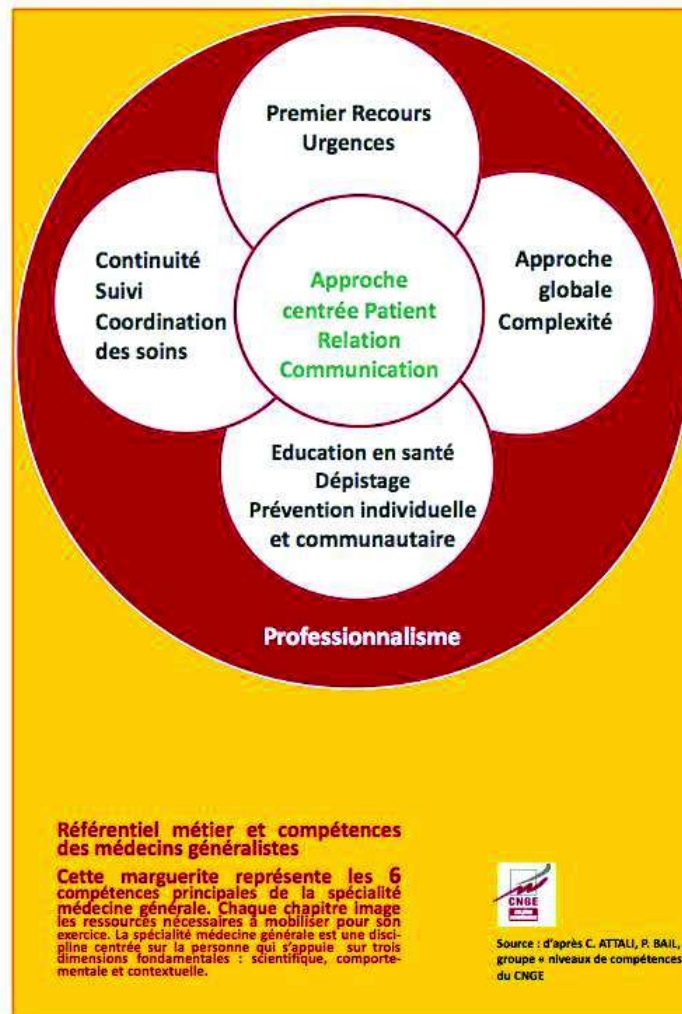 Premier Recours
Urgences
Continuité
Suivi
Coordination
des soins
Approche
centrée Patient
Relation
Communication
Approche
globale
Complexité
Education en santé
Dépistage
Prévention individuelle
et communautaire
Professionnalisme
Référentiel métier et compétences
des médecins généralistes
Cette marguerite représente les 6
compétences principales de la spécialité
médecine générale. Chaque chapitre image
les ressources nécessaires à mobiliser pour son
exercice. La spécialité médecine générale est une disci-
pline centrée sur la personne qui s'appuie sur trois
dimensions fondamentales : scientifique, comporte-
mentale et contextuelle.
CNGE
Source : d'après C. ATTALI, P. BAIL,
groupe « niveaux de compétences
du CNGE